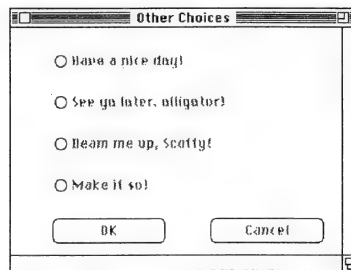 Other Choices
Have a nice day!
See ya later, alligator!
Beam me up, Scotty!
Make it so!
OK
Cancel